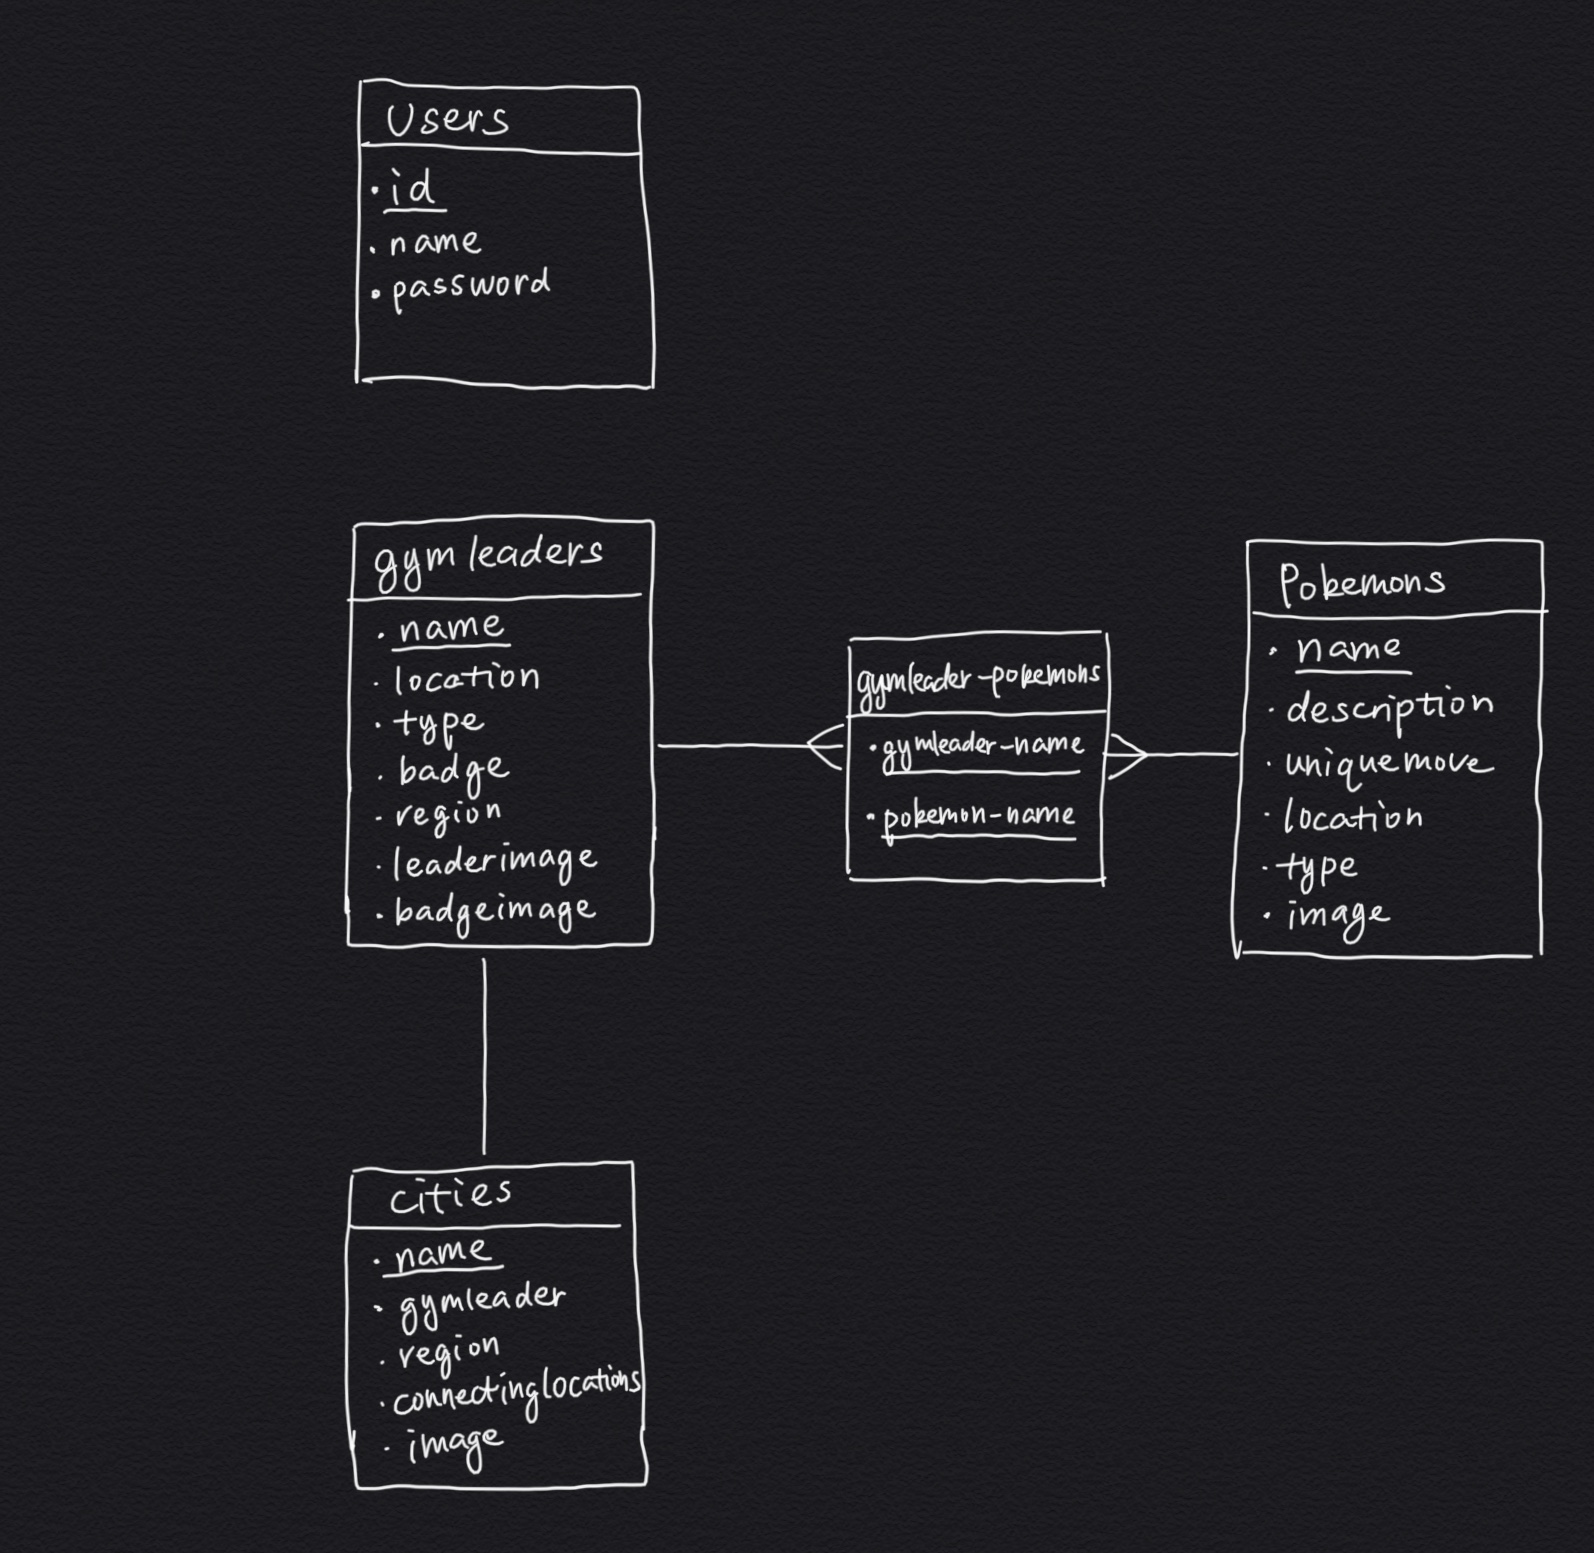 Users
· id
· name
· password
gym leaders
· name
· location
· type
· badge
· region
· leaderimage
· badgeimage
gymleader-pokemons
· gymleader-name
· pokemon-name
Pokemons
· name
· description
· uniquemove
· location
· type
· image
cities
· name
· gymleader
· region
· connectinglocations
· image